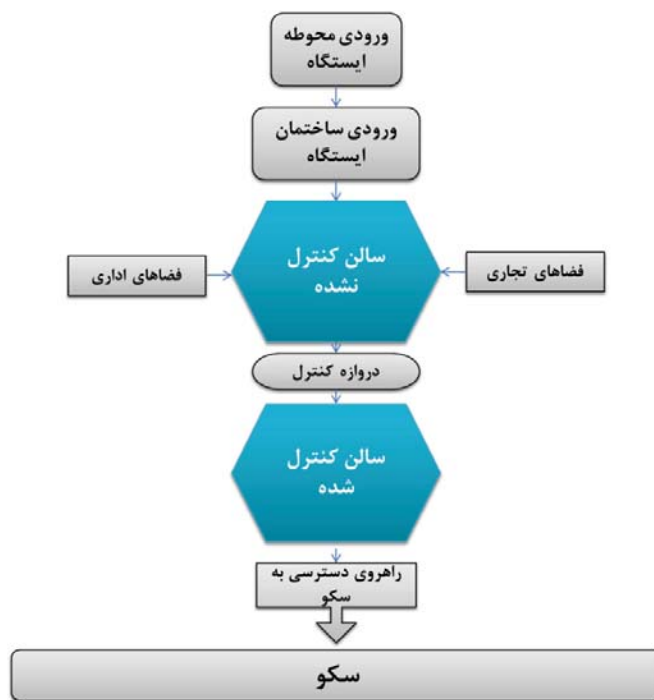 ورودی محوطه
ایستگاه
ورودی ساختمان
ایستگاه
سالن کنترل
نشده
فضاهای تجاری
فضاهای اداری
دروازه کنترل
سالن کنترل
شده
راهروی دسترسی به
سکو
سکو